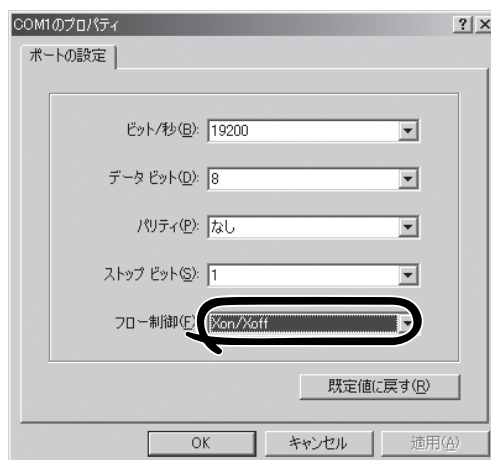 COM1のプロパティ
ポートの設定
ビット/秒(B): 19200
データ ビット(D): 8
パリティ(P): なし
ストップ ビット(S): 1
フロー制御(F) Xon/Xoff
既定値に戻す(R)
OK キャンセル 適用(A)